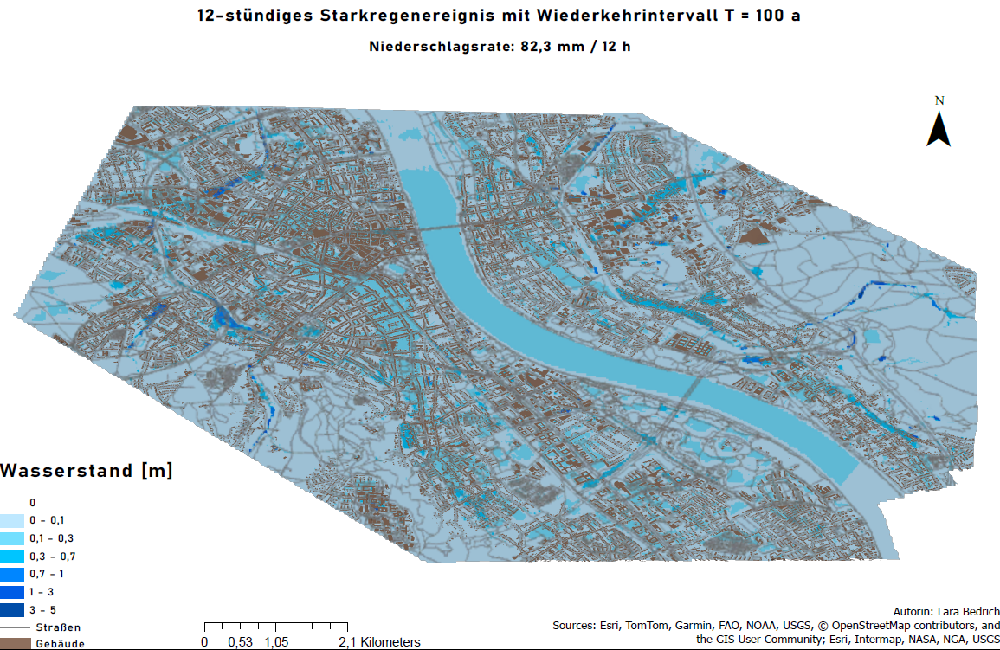 12-stündiges Starkregenereignis mit Wiederkehrintervall T = 100 a
Niederschlagsrate: 82,3 mm / 12 h
N
Wasserstand [m]
0
0 - 0,1
0,1 - 0,3
0,3 - 0,7
0,7 - 1
1 - 3
3 - 5
Straßen
Gebäude
0 0,53 1,05 2,1 Kilometers
Autorin: Lara Bedrich
Sources: Esri, TomTom, Garmin, FAO, NOAA, USGS, © OpenStreetMap contributors, and
the GIS User Community; Esri, Intermap, NASA, NGA, USGS